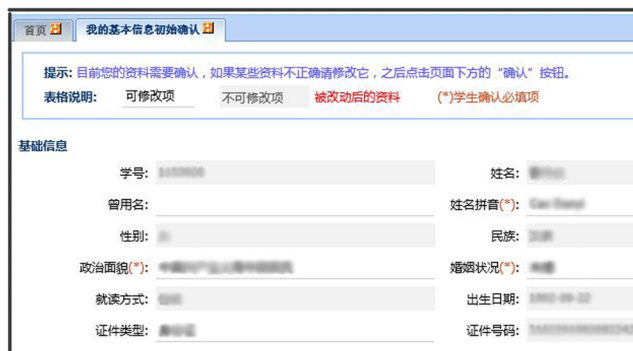 首页 我的基本信息初始确认
提示: 目前您的资料需要确认，如果某些资料不正确请修改它，之后点击页面下方的“确认”按钮。
表格说明: 可修改项 不可修改项 被改动后的资料 (*)学生确认必填项
基础信息
学号: 姓名:
曾用名: 姓名拼音(*):
性别: 民族:
政治面貌(*): 婚姻状况(*):
就读方式: 出生日期:
证件类型: 证件号码: